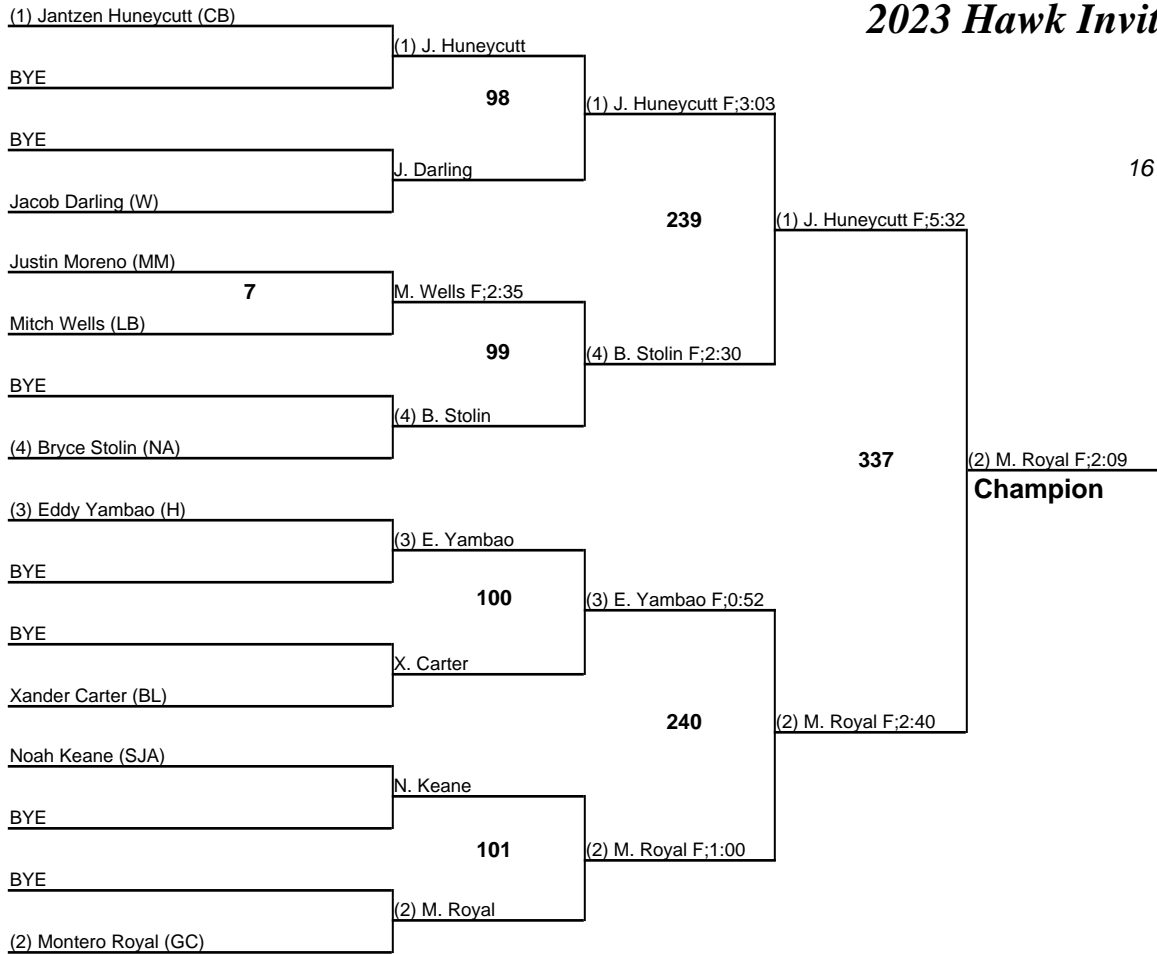 2023 Hawk Invit
16
(1) Jantzen Huneycutt (CB)
BYE
BYE
Jacob Darling (W)
Justin Moreno (MM)
7
Mitch Wells (LB)
BYE
(4) Bryce Stolin (NA)
(3) Eddy Yambao (H)
BYE
BYE
Xander Carter (BL)
Noah Keane (SJA)
BYE
BYE
(2) Montero Royal (GC)
(1) J. Huneycutt
98
J. Darling
M. Wells F;2:35
99
(4) B. Stolin
(3) E. Yambao
100
X. Carter
N. Keane
101
(2) M. Royal
(1) J. Huneycutt F;3:03
239
(4) B. Stolin F;2:30
(3) E. Yambao F;0:52
240
(2) M. Royal F;1:00
(1) J. Huneycutt F;5:32
337
(2) M. Royal F;2:40
(2) M. Royal F;2:09
Champion